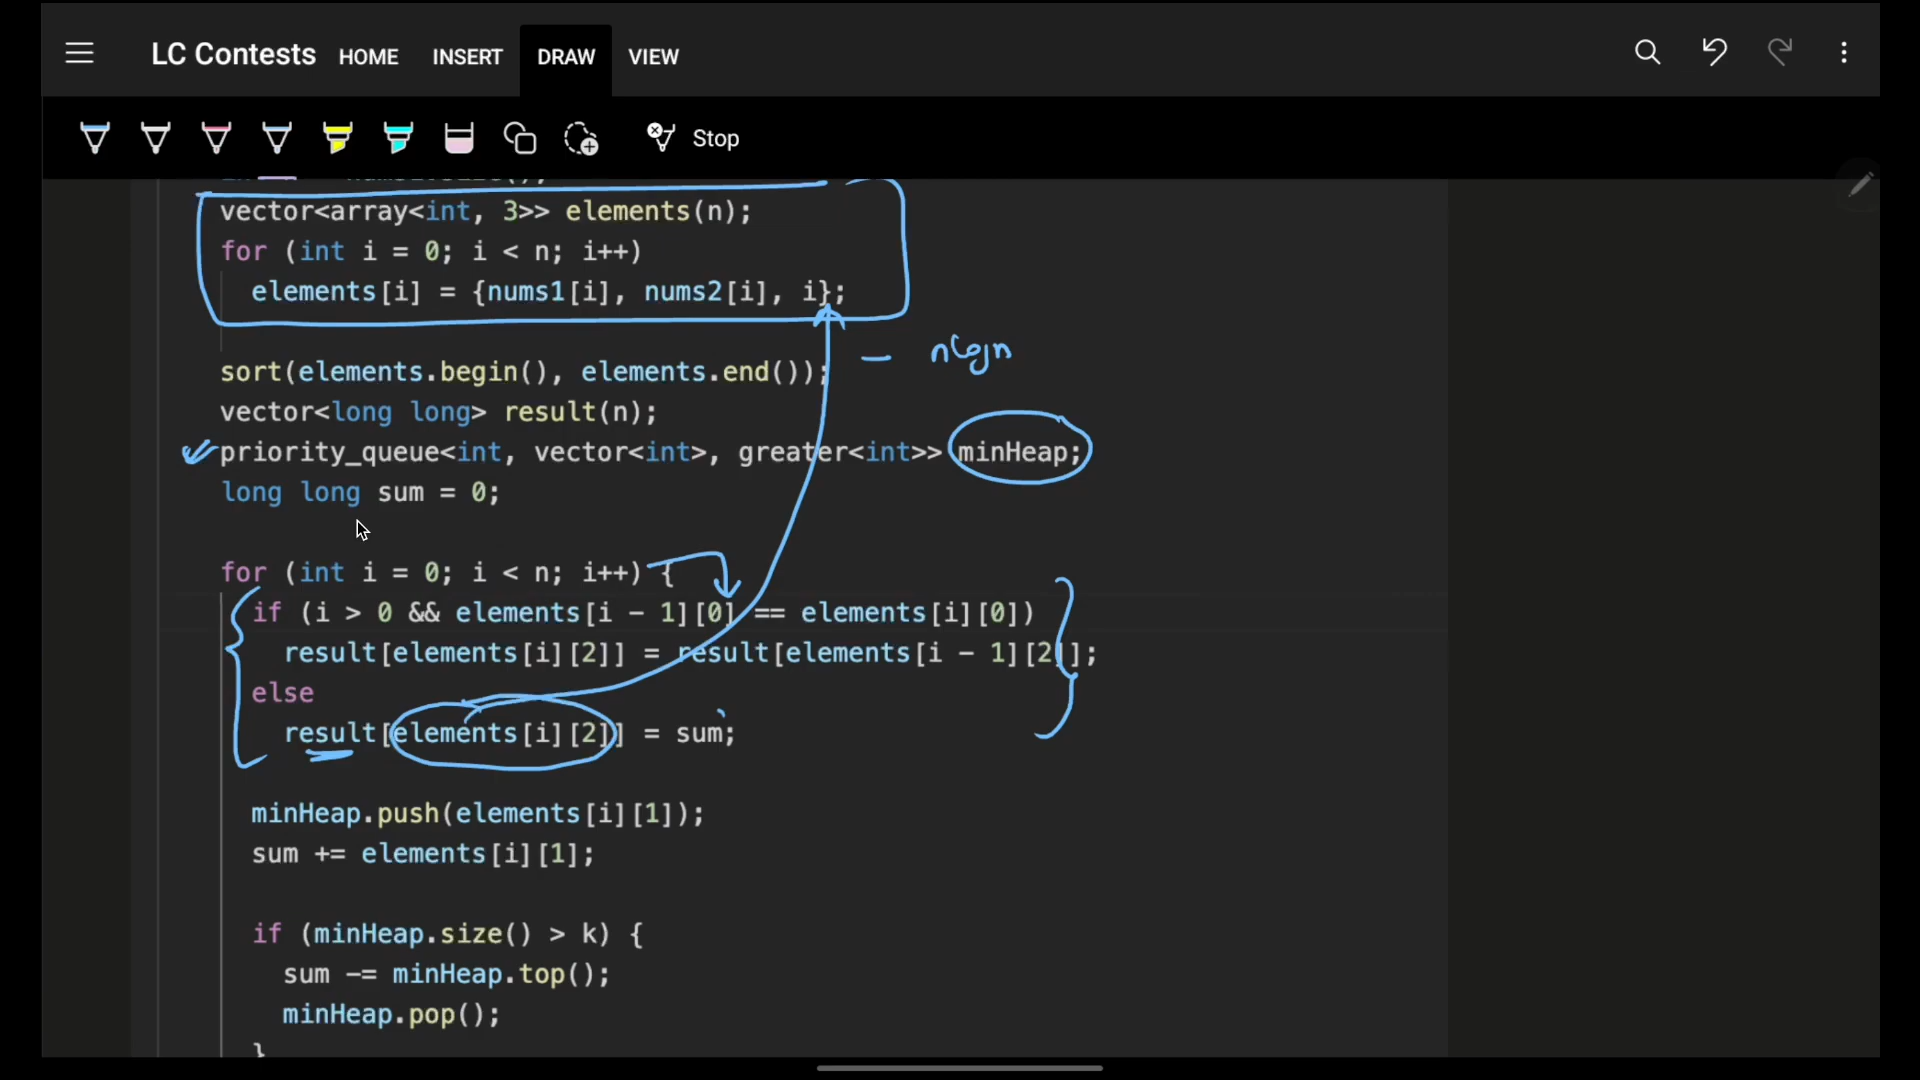 LC Contests HOME INSERT DRAW VIEW
Stop
vector<array<int, 3>> elements(n);
for (int i = 0; i < n; i++)
elements[i] = {nums1[i], nums2[i], i};
— nlogn
sort(elements.begin(), elements.end());
vector<long long> result(n);
priority_queue<int, vector<int>, greater<int>> minHeap;
long long sum = 0;
for (int i = 0; i < n; i++) {
if (i > 0 && elements[i - 1][0] == elements[i][0])
result[elements[i][2]] = result[elements[i - 1][2]];
else
result[elements[i][2]] = sum;
minHeap.push(elements[i][1]);
sum += elements[i][1];
if (minHeap.size() > k) {
sum -= minHeap.top();
minHeap.pop();
}